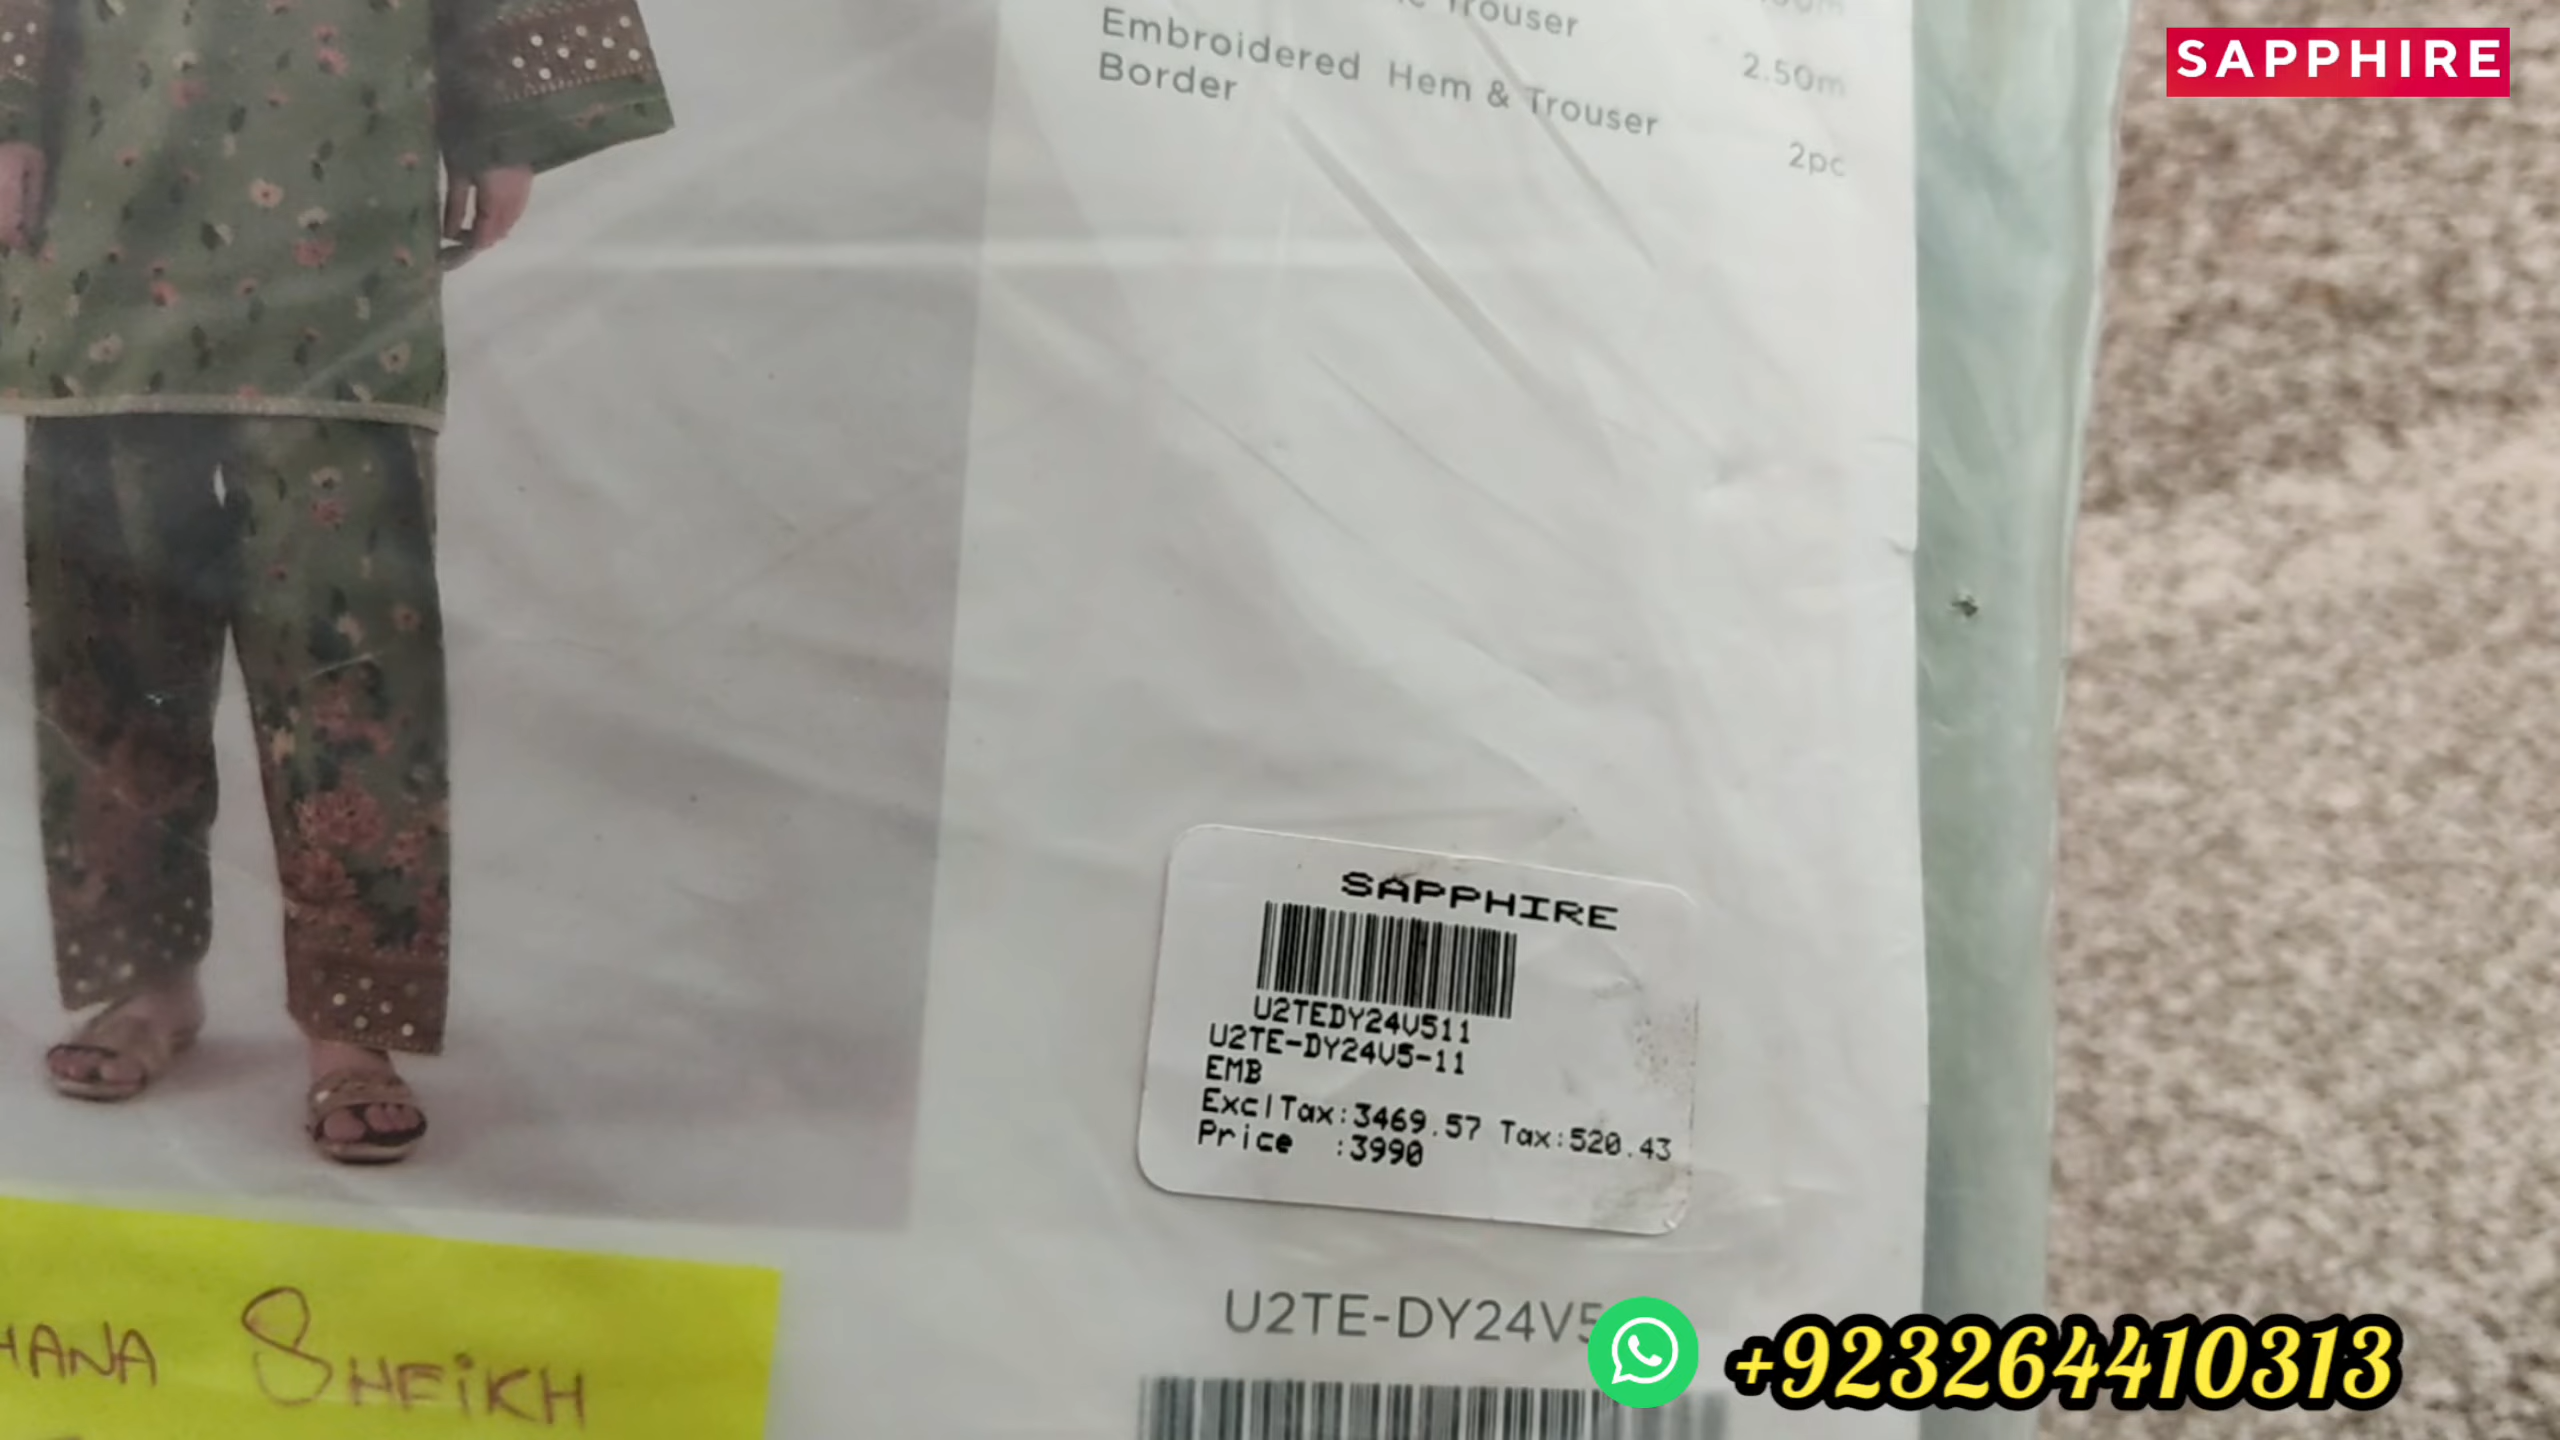 SAPPHIRE
Trouser
2.50m
Embroidered Hem & Trouser
Border
2pc
SAPPHIRE
U2TEDY24V511
U2TE-DY24V5-11
EMB
ExclTax:3469.57 Tax:520.43
Price :3990
U2TE-DY24V5
SHEIKH
+923264410313